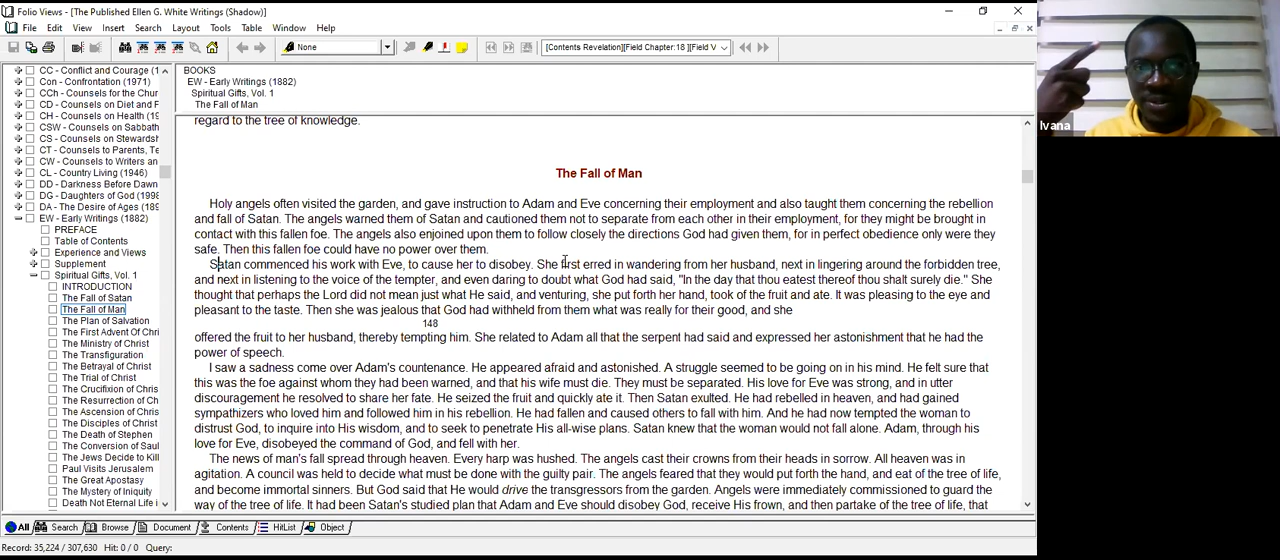 Folio Views - [The Published Ellen G. White Writings (Shadow)]
File Edit View Insert Search Layout Tools Table Window Help
None
[Contents Revelation][Field Chapter:18 ][Field V
CC - Conflict and Courage (1
Con - Confrontation (1971)
CCh - Counsels for the Chur
CD - Counsels on Diet and F
CH - Counsels on Health (19
CSW - Counsels on Sabbath
CS - Counsels on Stewardsh
CT - Counsels to Parents, Te
CW - Counsels to Writers an
CL - Country Living (1946)
DD - Darkness Before Dawn
DG - Daughters of God (1998
DA - The Desire of Ages (189
EW - Early Writings (1882)
PREFACE
Table of Contents
Experience and Views
Supplement
Spiritual Gifts, Vol. 1
INTRODUCTION
The Fall of Satan
The Fall of Man
The Plan of Salvation
The First Advent Of Chri
The Ministry of Christ
The Transfiguration
The Betrayal of Christ
The Trial of Christ
The Crucifixion of Chris
The Resurrection of Chr
The Ascension of Christ
The Disciples of Christ
The Death of Stephen
The Conversion of Saul
The Jews Decide to Kill
Paul Visits Jerusalem
The Great Apostasy
The Mystery of Iniquity
Death Not Eternal Life i
BOOKS
EW - Early Writings (1882)
Spiritual Gifts, Vol. 1
The Fall of Man
regard to the tree of knowledge.
The Fall of Man
Holy angels often visited the garden, and gave instruction to Adam and Eve concerning their employment and also taught them concerning the rebellion
and fall of Satan. The angels warned them of Satan and cautioned them not to separate from each other in their employment, for they might be brought in
contact with this fallen foe. The angels also enjoined upon them to follow closely the directions God had given them, for in perfect obedience only were they
safe. Then this fallen foe could have no power over them.
Satan commenced his work with Eve, to cause her to disobey. She first erred in wandering from her husband, next in lingering around the forbidden tree,
and next in listening to the voice of the tempter, and even daring to doubt what God had said, "In the day that thou eatest thereof thou shalt surely die." She
thought that perhaps the Lord did not mean just what He said, and venturing, she put forth her hand, took of the fruit and ate. It was pleasing to the eye and
pleasant to the taste. Then she was jealous that God had withheld from them what was really for their good, and she
148
offered the fruit to her husband, thereby tempting him. She related to Adam all that the serpent had said and expressed her astonishment that he had the
power of speech.
I saw a sadness come over Adam's countenance. He appeared afraid and astonished. A struggle seemed to be going on in his mind. He felt sure that
this was the foe against whom they had been warned, and that his wife must die. They must be separated. His love for Eve was strong, and in utter
discouragement he resolved to share her fate. He seized the fruit and quickly ate it. Then Satan exulted. He had rebelled in heaven, and had gained
sympathizers who loved him and followed him in his rebellion. He had fallen and caused others to fall with him. And he had now tempted the woman to
distrust God, to inquire into His wisdom, and to seek to penetrate His all-wise plans. Satan knew that the woman would not fall alone. Adam, through his
love for Eve, disobeyed the command of God, and fell with her.
The news of man's fall spread through heaven. Every harp was hushed. The angels cast their crowns from their heads in sorrow. All heaven was in
agitation. A council was held to decide what must be done with the guilty pair. The angels feared that they would put forth the hand, and eat of the tree of life,
and become immortal sinners. But God said that He would drive the transgressors from the garden. Angels were immediately commissioned to guard the
way of the tree of life. It had been Satan's studied plan that Adam and Eve should disobey God, receive His frown, and then partake of the tree of life, that
All Search Browse Document Contents HitList Object
Record: 35,224 / 307,630 Hit: 0 / 0 Query:
Ivana